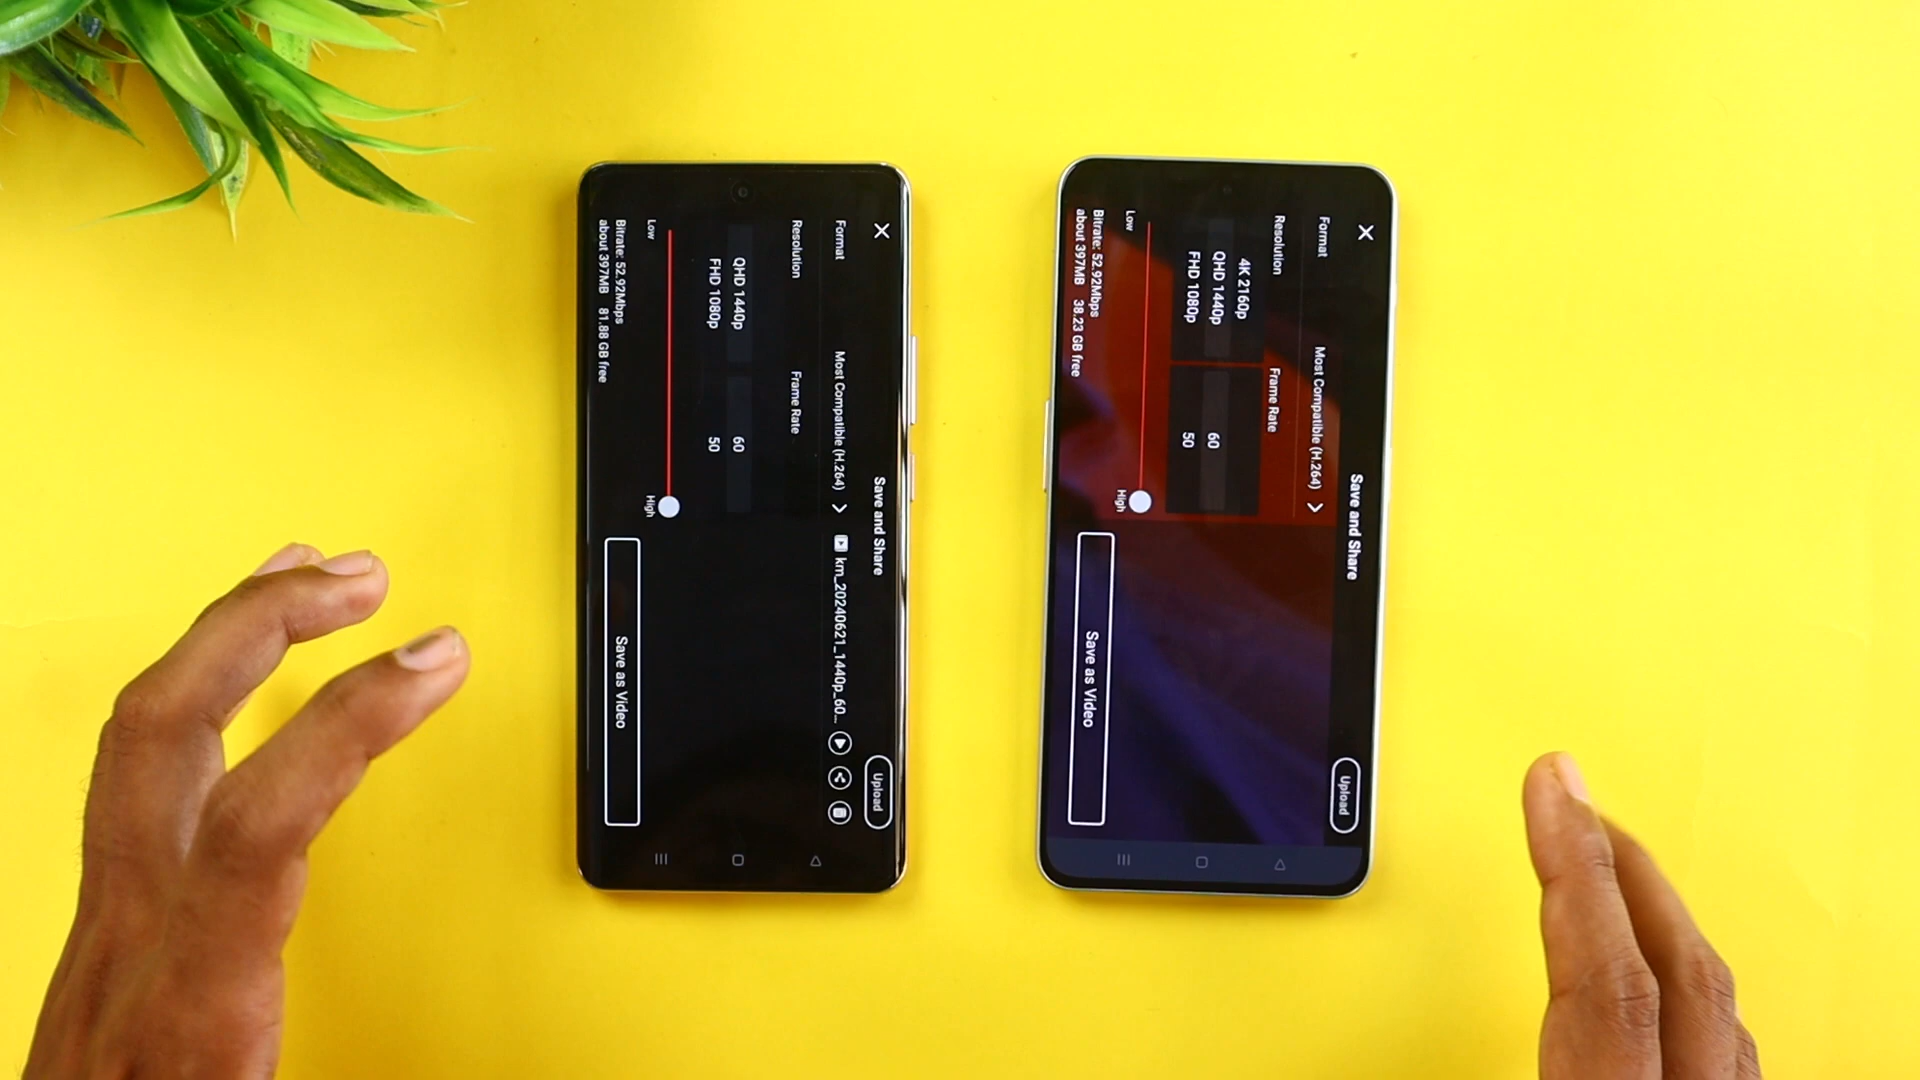 Save and Share
Upload
Format
Most Compatible (H.264)
km_20240621_1440p_60...
Resolution
Frame Rate
QHD 1440p
60
FHD 1080p
50
Low
High
Bitrate: 52.92Mbps
about 397MB 81.88 GB free
Save as Video
Save and Share
Upload
Format
Most Compatible (H.264)
Resolution
Frame Rate
4K 2160p
QHD 1440p
60
FHD 1080p
50
Low
High
Bitrate: 52.92Mbps
about 397MB 38.23 GB free
Save as Video